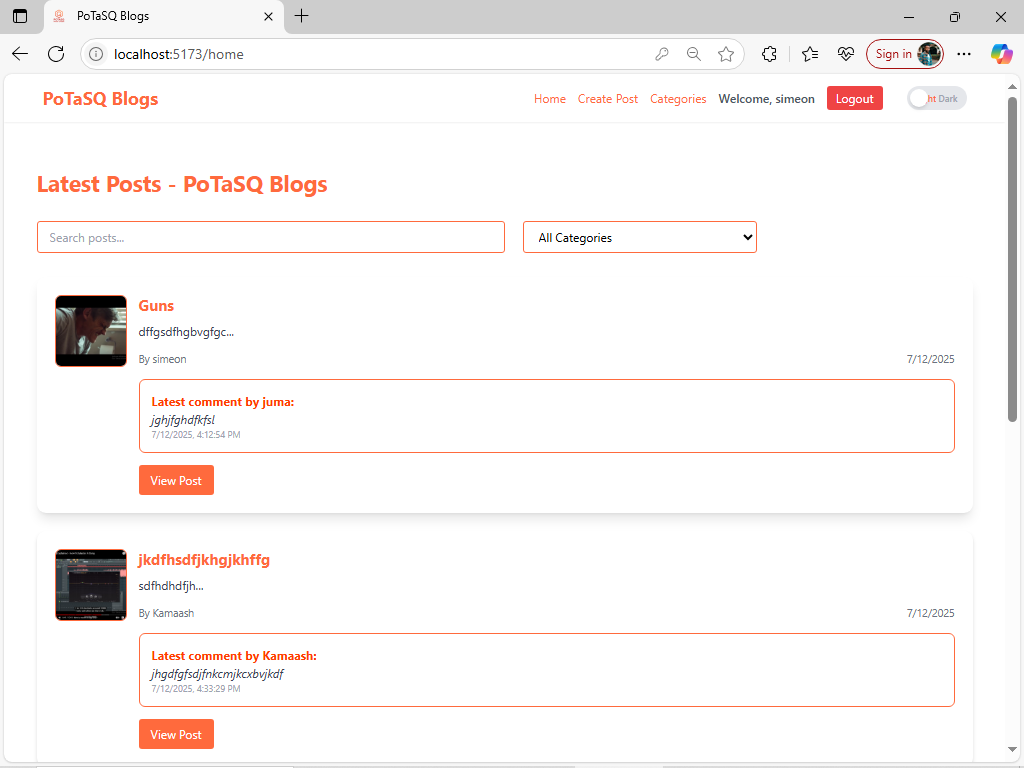 PoTaSQ Blogs
localhost:5173/home
Sign in
PoTaSQ Blogs
Home
Create Post
Categories
Welcome, simeon
Logout
ht Dark
Latest Posts - PoTaSQ Blogs
Search posts...
All Categories
Guns
dffgsdfhgbvgfgc...
By simeon
7/12/2025
Latest comment by juma:
jghjfghdfkfsl
7/12/2025, 4:12:54 PM
View Post
jkdfhsdfjkhgjkhffg
sdfhdhdfjh...
By Kamaash
7/12/2025
Latest comment by Kamaash:
jhgdfgfsdjfnkcmjkcxbvjkdf
7/12/2025, 4:33:29 PM
View Post